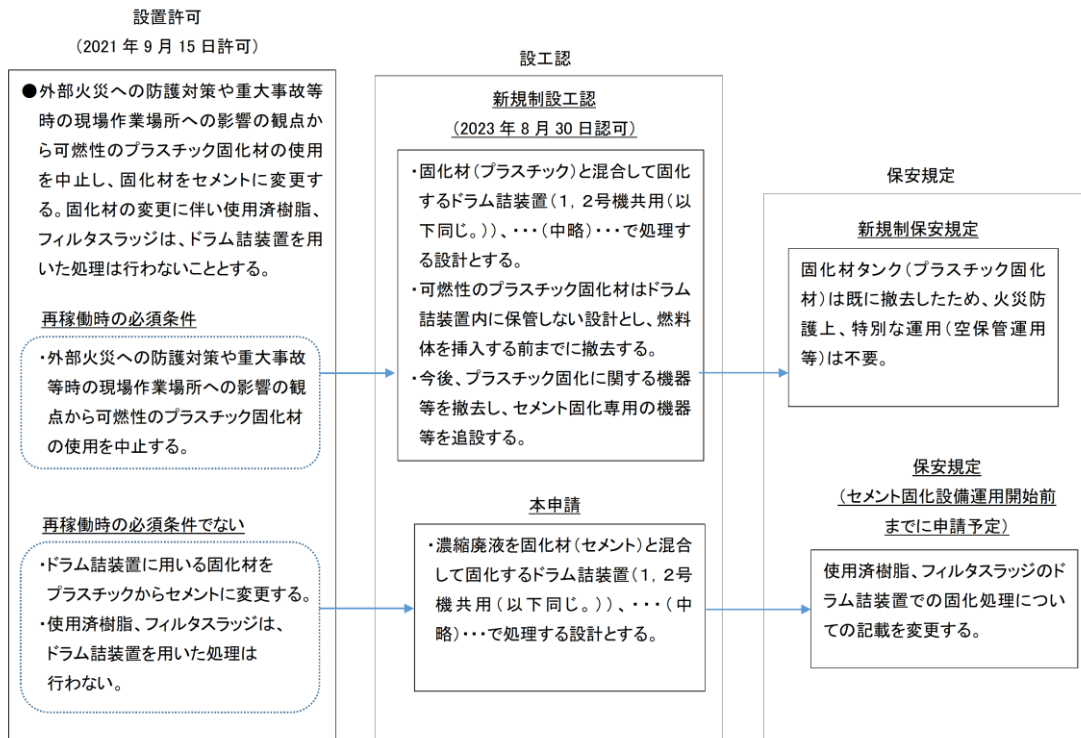 設置許可
（2021 年 9 月 15 日許可）
●外部火災への防護対策や重大事故等
時の現場作業場所への影響の観点か
ら可燃性のプラスチック固化材の使用
を中止し、固化材をセメントに変更す
る。固化材の変更に伴い使用済樹脂、
フィルタスラッジは、ドラム詰装置を用
いた処理は行わないこととする。
再稼働時の必須条件
・外部火災への防護対策や重大事故
等時の現場作業場所への影響の観
点から可燃性のプラスチック固化材
の使用を中止する。
再稼働時の必須条件でない
・ドラム詰装置に用いる固化材を
プラスチックからセメントに変更する。
・使用済樹脂、フィルタスラッジは、
ドラム詰装置を用いた処理は
行わない。
設工認
新規制設工認
（2023 年 8 月 30 日認可）
・固化材（プラスチック）と混合して固化
するドラム詰装置（1，2号機共用（以
下同じ。））、・・・（中略）・・・で処理す
る設計とする。
・可燃性のプラスチック固化材はドラム
詰装置内に保管しない設計とし、燃料
体を挿入する前までに撤去する。
・今後、プラスチック固化に関する機器
等を撤去し、セメント固化専用の機器
等を追設する。
本申請
・濃縮廃液を固化材（セメント）と混合
して固化するドラム詰装置（1，2号
機共用（以下同じ。））、・・・（中
略）・・・で処理する設計とする。
保安規定
新規制保安規定
固化材タンク（プラスチック固化
材）は既に撤去したため、火災防
護上、特別な運用（空保管運用
等）は不要。
保安規定
（セメント固化設備運用開始前
までに申請予定）
使用済樹脂、フィルタスラッジのド
ラム詰装置での固化処理につい
ての記載を変更する。